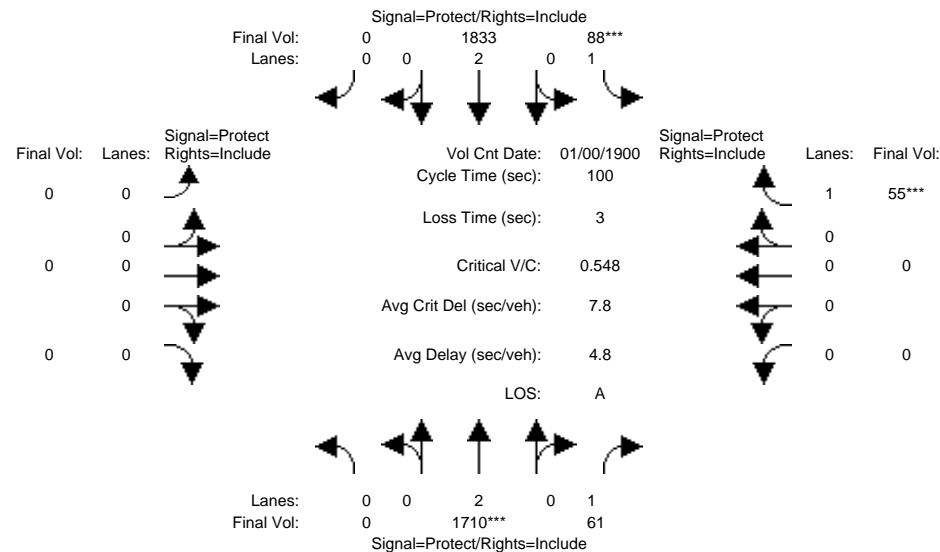 Signal=Protect/Rights=Include
Final Vol: 0 1833 88***
Lanes: 0 0 2 0 1
Signal=Protect Signal=Protect
Final Vol: Lanes: Rights=Include Vol Cnt Date: 01/00/1900 Rights=Include Lanes: Final Vol:
Cycle Time (sec): 100
0 0 1 55***
Loss Time (sec): 3
0 0
0 0 Critical V/C: 0.548 0 0
0 Avg Crit Del (sec/veh): 7.8 0
0 0 Avg Delay (sec/veh): 4.8 0 0
LOS: A
Lanes: 0 0 2 0 1
Final Vol: 0 1710*** 61
Signal=Protect/Rights=Include